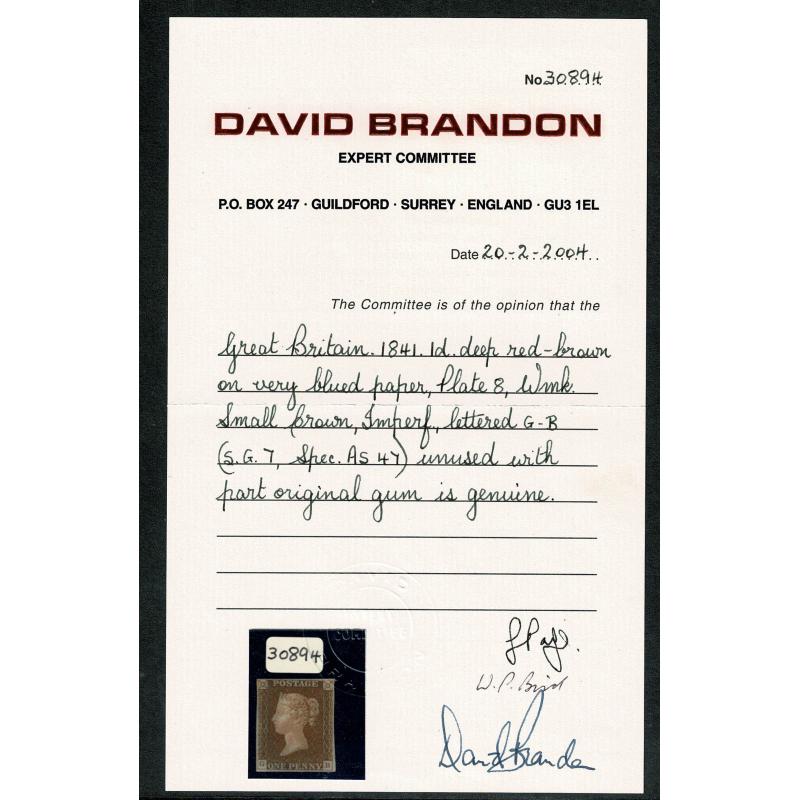 No 30894
DAVID BRANDON
EXPERT COMMITTEE
P.O. BOX 247 · GUILDFORD · SURREY · ENGLAND · GU3 1EL
Date 20-2-2004
The Committee is of the opinion that the
Great Britain. 1841. 1d. deep red-brown
on very blued paper, Plate 8, Wmk.
Small Crown, Imperf., lettered G-B
(S.G. 7, Spec. AS 47) unused with
part original gum is genuine.
COMMITTEE
30894
POSTAGE
G B
ONE PENNY
W.P. Bird
David Brandon